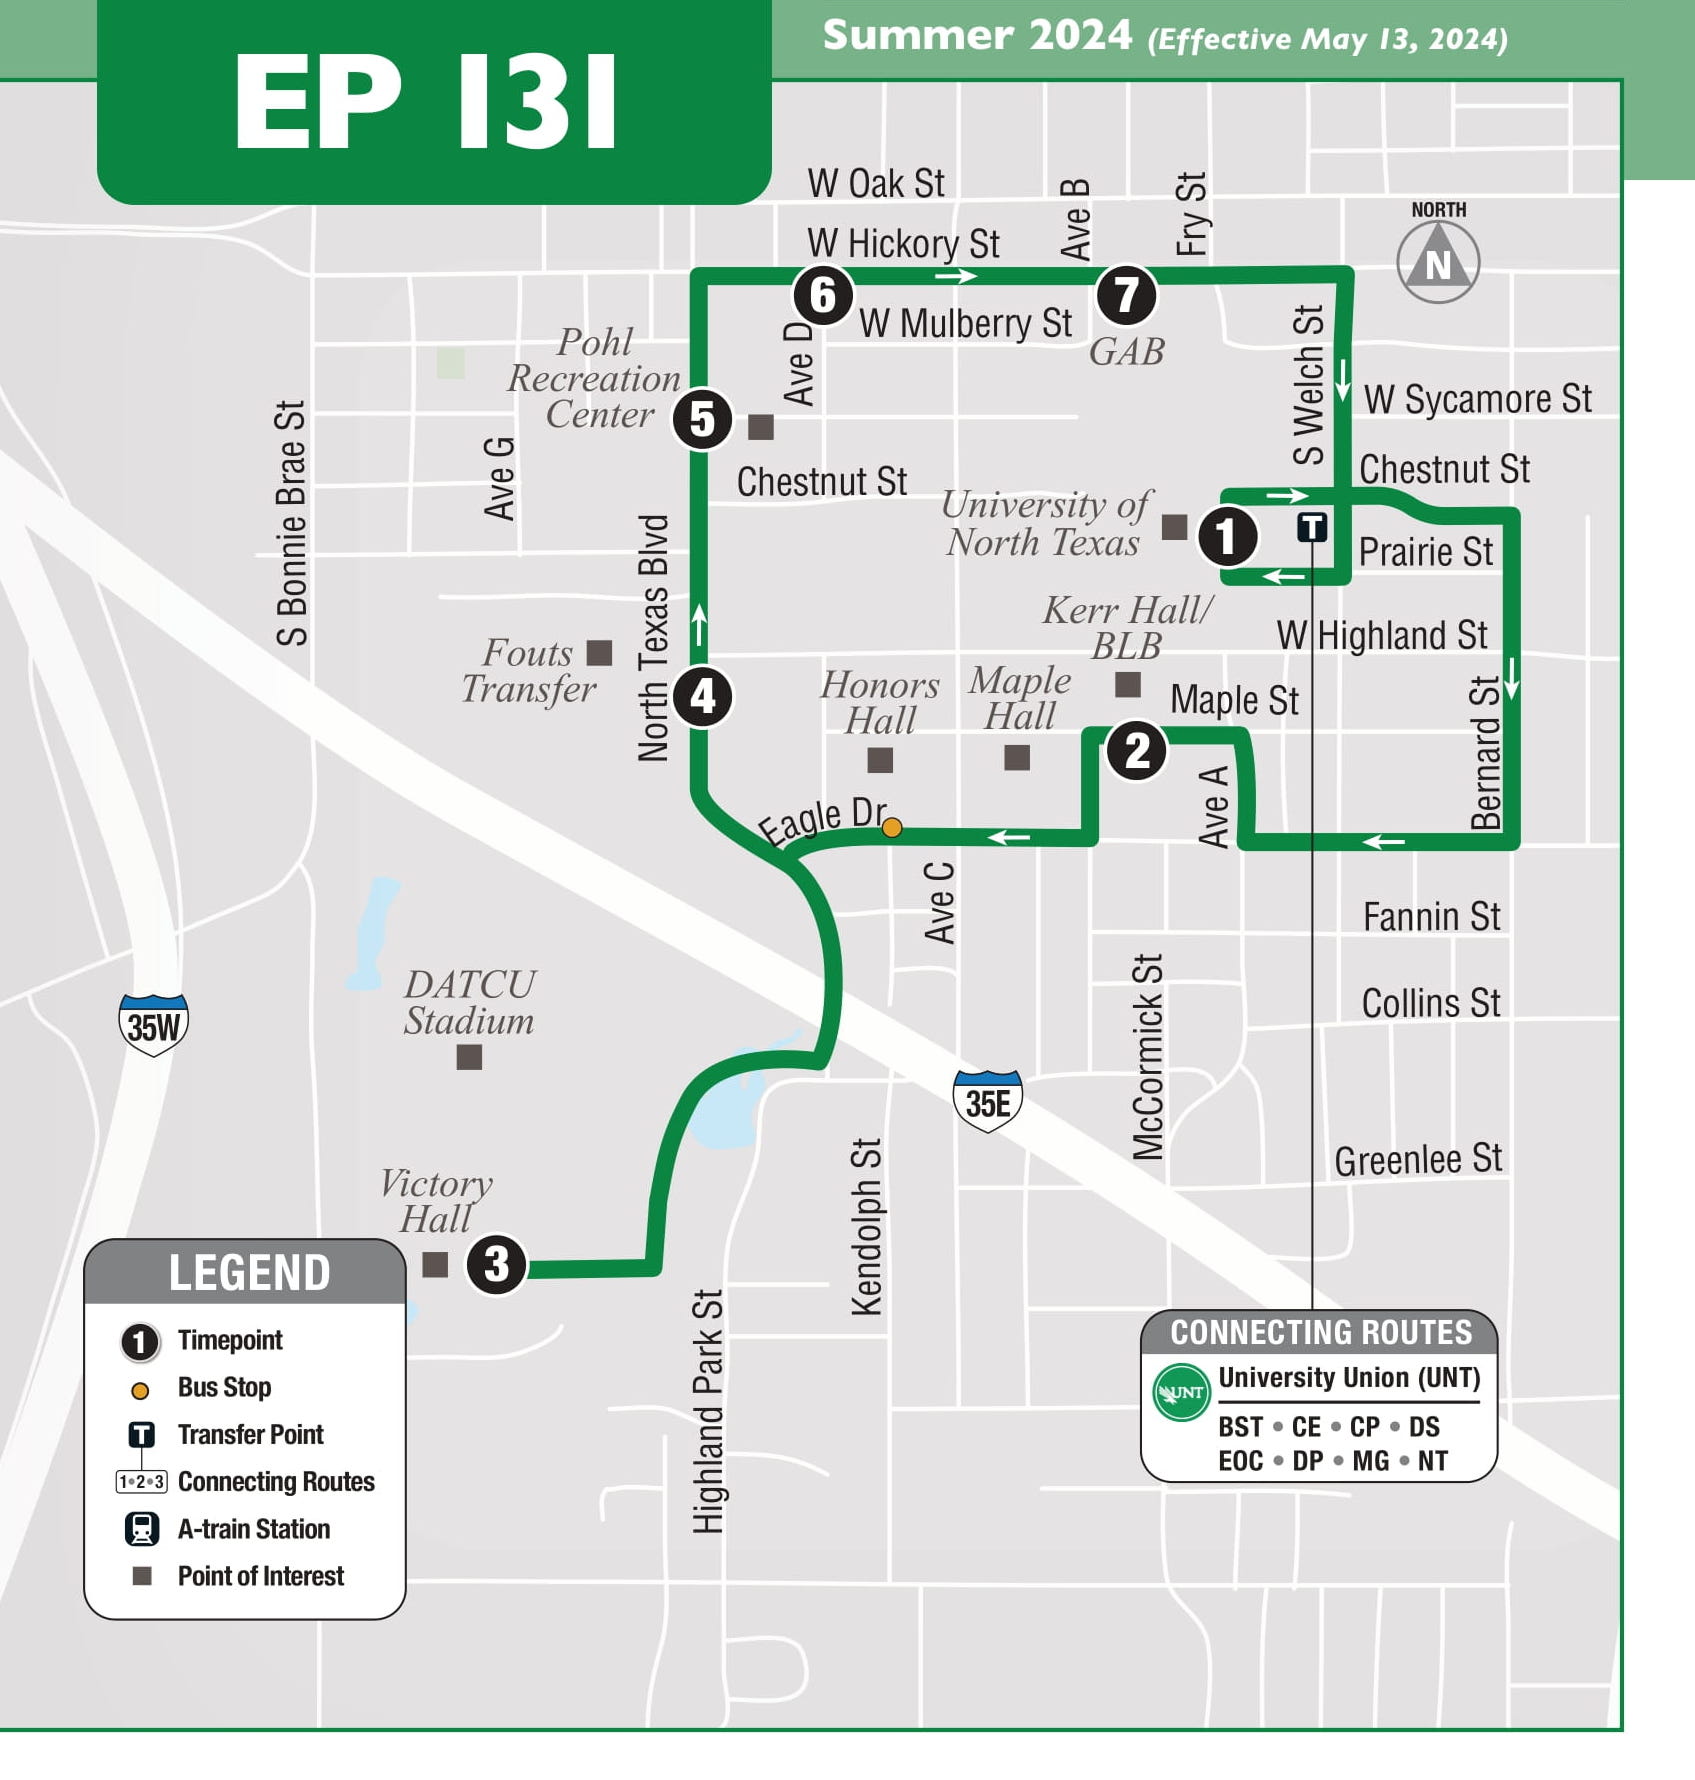 EP 131
Summer 2024 (Effective May 13, 2024)
W Oak St
Ave B
Fry St
NORTH
N
W Hickory St
6
7
W Mulberry St
GAB
Ave D
Pohl
Recreation
Center
5
S Welch St
W Sycamore St
S Bonnie Brae St
Ave G
Chestnut St
Chestnut St
University of
North Texas
1
T
Prairie St
North Texas Blvd
Kerr Hall/
BLB
W Highland St
Fouts
Transfer
4
Honors
Hall
Maple
Hall
Maple St
2
Bernard St
Ave A
Eagle Dr
Ave C
Fannin St
DATCU
Stadium
McCormick St
Collins St
35W
35E
Kendolph St
Greenlee St
Victory
Hall
3
Highland Park St
LEGEND
1 Timepoint
Bus Stop
T Transfer Point
1•2•3 Connecting Routes
A-train Station
Point of Interest
CONNECTING ROUTES
UNT
University Union (UNT)
BST • CE • CP • DS
EOC • DP • MG • NT